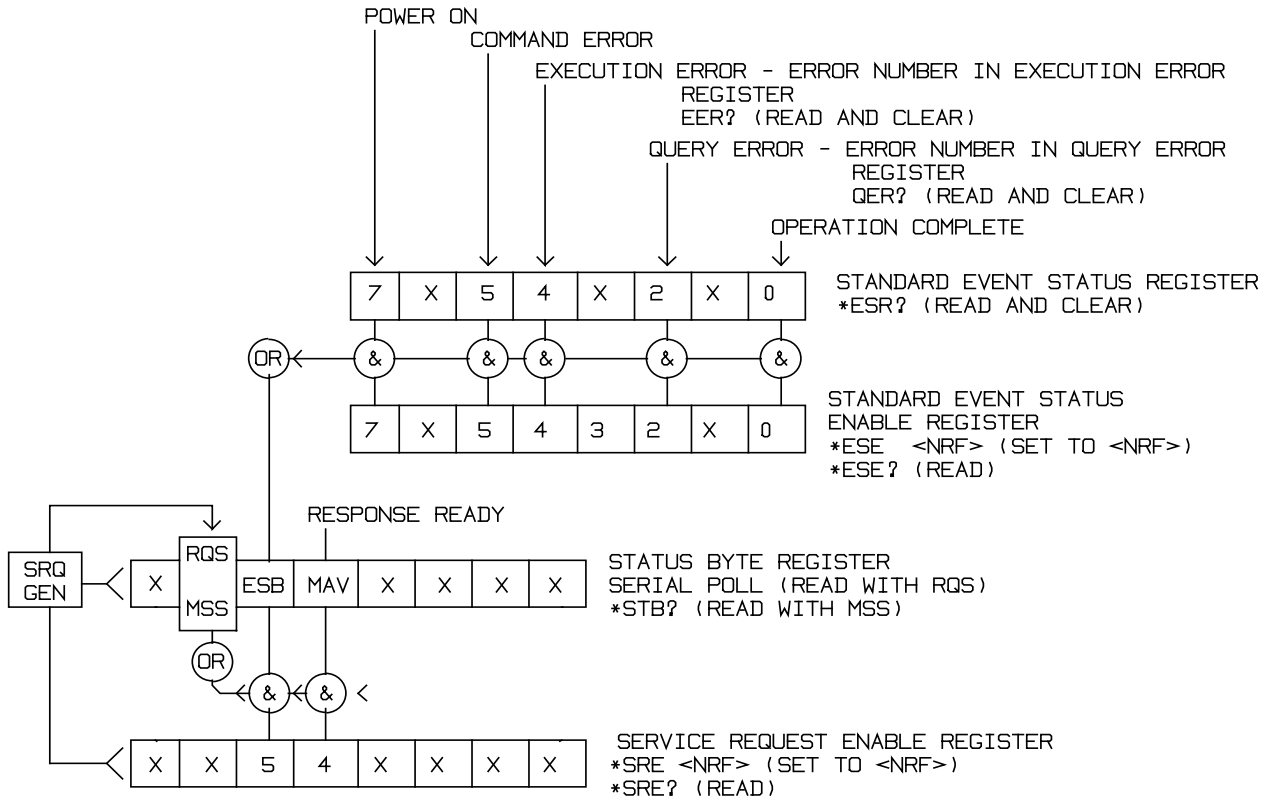 POWER ON
COMMAND ERROR
EXECUTION ERROR - ERROR NUMBER IN EXECUTION ERROR
REGISTER
EER? (READ AND CLEAR)
QUERY ERROR - ERROR NUMBER IN QUERY ERROR
REGISTER
QER? (READ AND CLEAR)
OPERATION COMPLETE
7 X 5 4 X 2 X 0
STANDARD EVENT STATUS REGISTER
*ESR? (READ AND CLEAR)
OR & & & & &
7 X 5 4 3 2 X 0
STANDARD EVENT STATUS
ENABLE REGISTER
*ESE <NRF> (SET TO <NRF>)
*ESE? (READ)
RESPONSE READY
SRQ
GEN
X RQS MSS ESB MAV X X X X
STATUS BYTE REGISTER
SERIAL POLL (READ WITH RQS)
*STB? (READ WITH MSS)
OR
& &
X X 5 4 X X X X
SERVICE REQUEST ENABLE REGISTER
*SRE <NRF> (SET TO <NRF>)
*SRE? (READ)